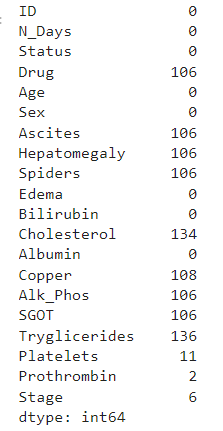 ID 0
N_Days 0
Status 0
Drug 106
Age 0
Sex 0
Ascites 106
Hepatomegaly 106
Spiders 106
Edema 0
Bilirubin 0
Cholesterol 134
Albumin 0
Copper 108
Alk_Phos 106
SGOT 106
Tryglicerides 136
Platelets 11
Prothrombin 2
Stage 6
dtype: int64